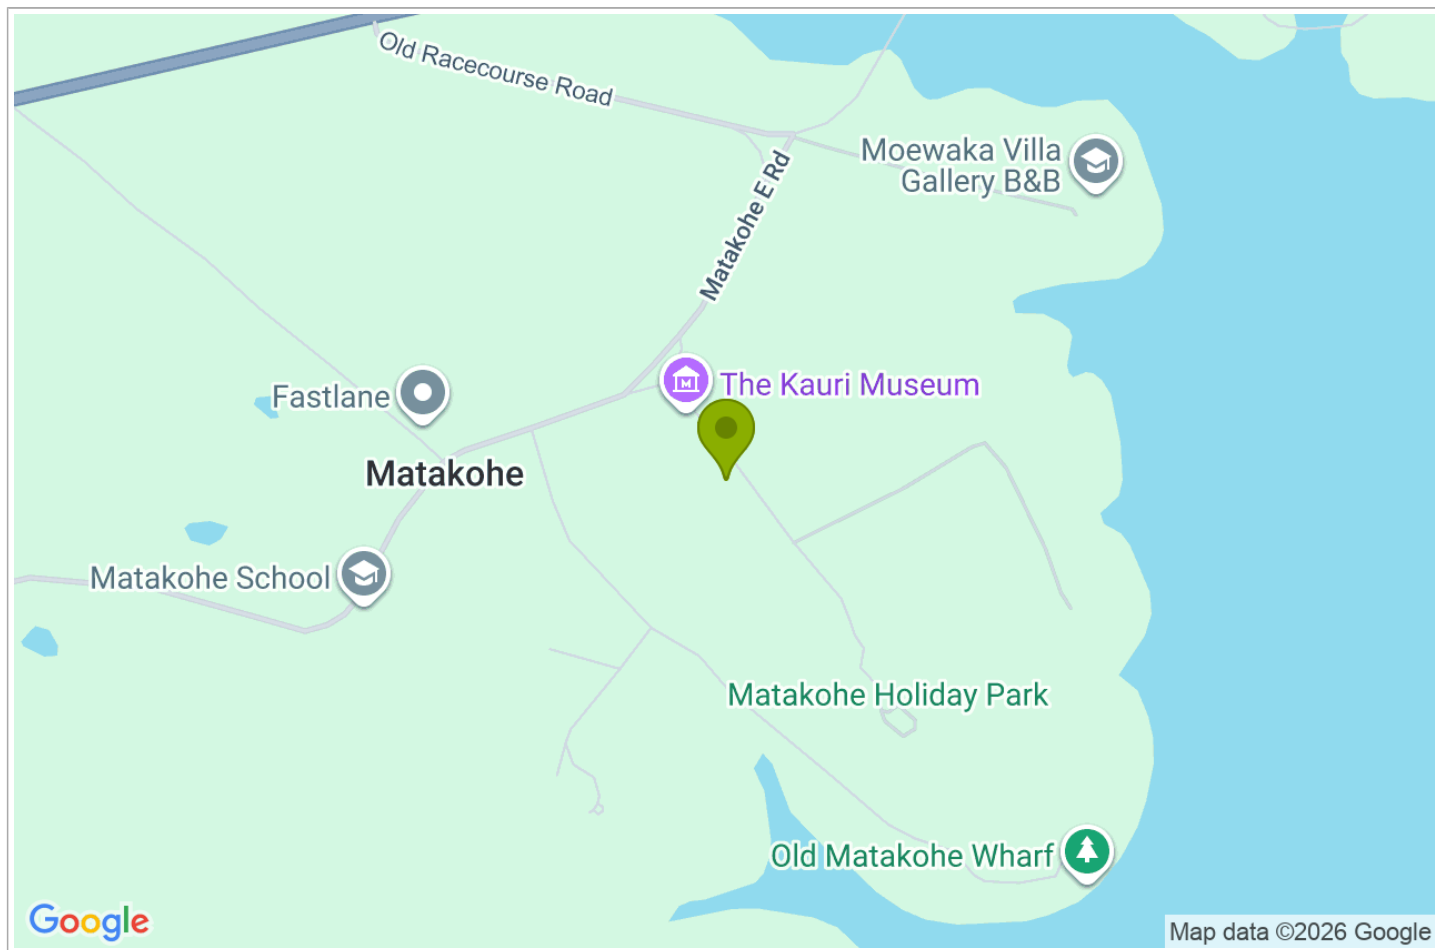 Old Racecourse Road
Moewaka Villa
Gallery B&B
Matakohe E Rd
The Kauri Museum
Fastlane
Matakohe
Matakohe School
Matakohe Holiday Park
Old Matakohe Wharf
Google
Map data ©2026 Google